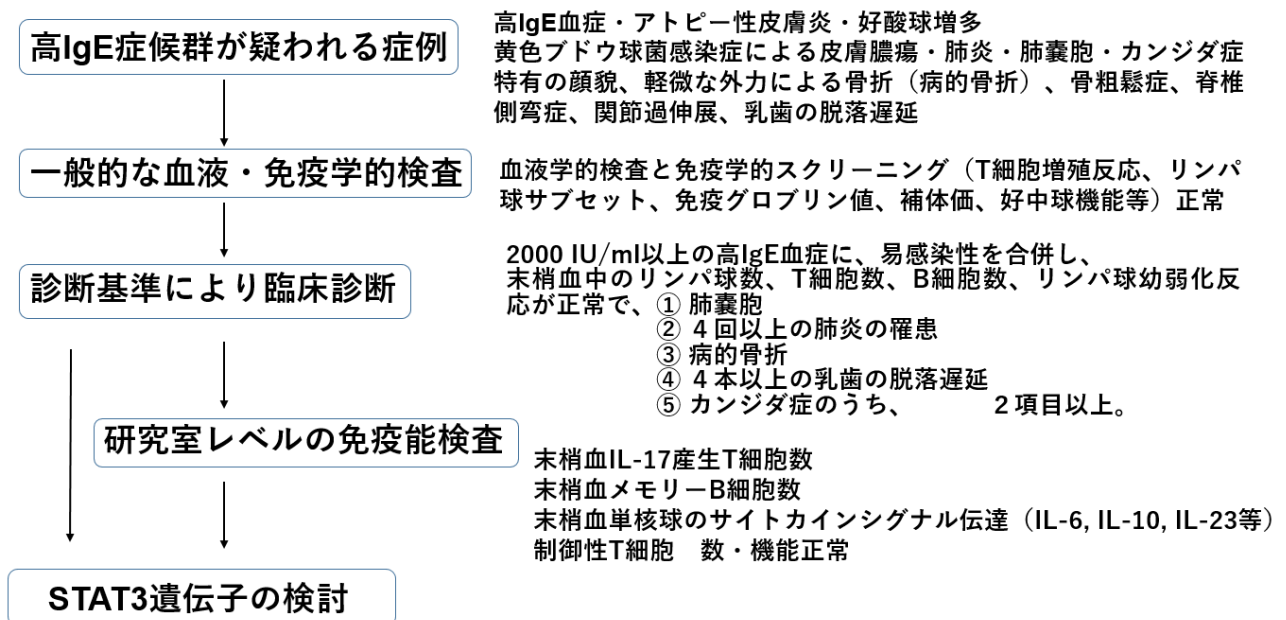 高IgE症候群が疑われる症例
高IgE血症・アトピー性皮膚炎・好酸球増多
黄色ブドウ球菌感染症による皮膚膿瘍・肺炎・肺嚢胞・カンジダ症
特有の顔貌、軽微な外力による骨折（病的骨折）、骨粗鬆症、脊椎
側弯症、関節過伸展、乳歯の脱落遅延
一般的な血液・免疫学的検査
血液学的検査と免疫学的スクリーニング（T細胞増殖反応、リンパ
球サブセット、免疫グロブリン値、補体価、好中球機能等）正常
診断基準により臨床診断
2000 IU/ml以上の高IgE血症に、易感染性を合併し、
末梢血中のリンパ球数、T細胞数、B細胞数、リンパ球幼弱化反
応が正常で、① 肺嚢胞
② ４回以上の肺炎の罹患
③ 病的骨折
④ ４本以上の乳歯の脱落遅延
⑤ カンジダ症のうち、　　　２項目以上。
研究室レベルの免疫能検査
末梢血IL-17産生T細胞数
末梢血メモリーB細胞数
末梢血単核球のサイトカインシグナル伝達（IL-6, IL-10, IL-23等）
制御性T細胞　数・機能正常
STAT3遺伝子の検討